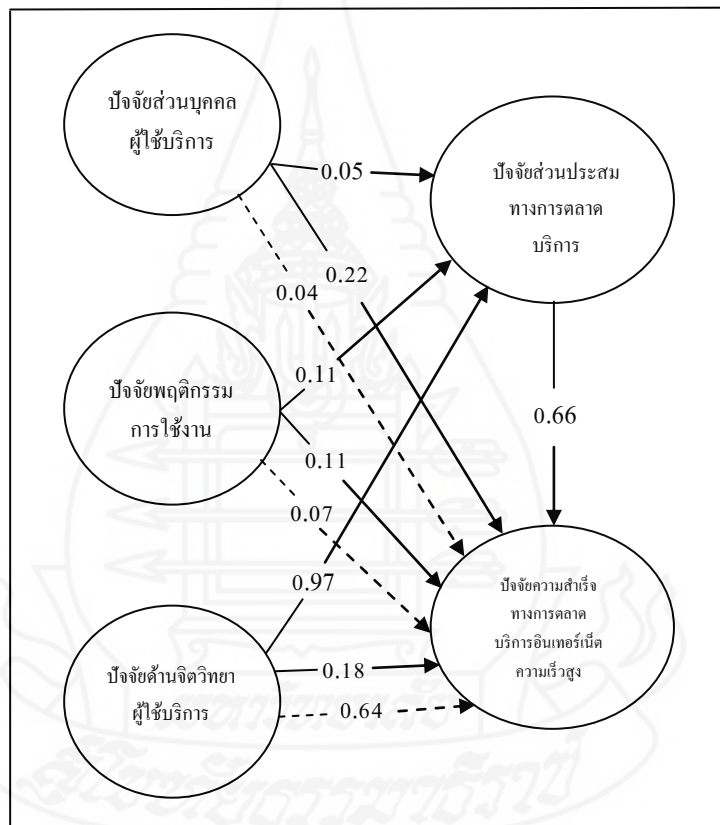 ปัจจัยส่วนบุคคล
ผู้ใช้บริการ
0.05
ปัจจัยส่วนประสม
ทางการตลาด
บริการ
0.22
0.04
ปัจจัยพฤติกรรม
การใช้งาน
0.11
0.11
0.07
0.66
0.97
ปัจจัยด้านจิตวิทยา
ผู้ใช้บริการ
0.18
0.64
ปัจจัยความสำเร็จ
ทางการตลาด
บริการอินเทอร์เน็ต
ความเร็วสูง